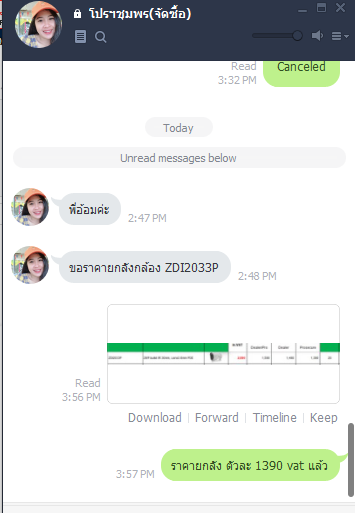 โปราชุมพร(จัดซื้อ)
Read
3:32 PM
Canceled
Today
Unread messages below
พี่อ้อมค่ะ
2:47 PM
ขอราคายกลังกล้อง ZDI2033P
2:48 PM
Read
3:56 PM
Download
Forward
Timeline
Keep
3:57 PM
ราคายกลัง ตัวละ 1390 vat แล้ว